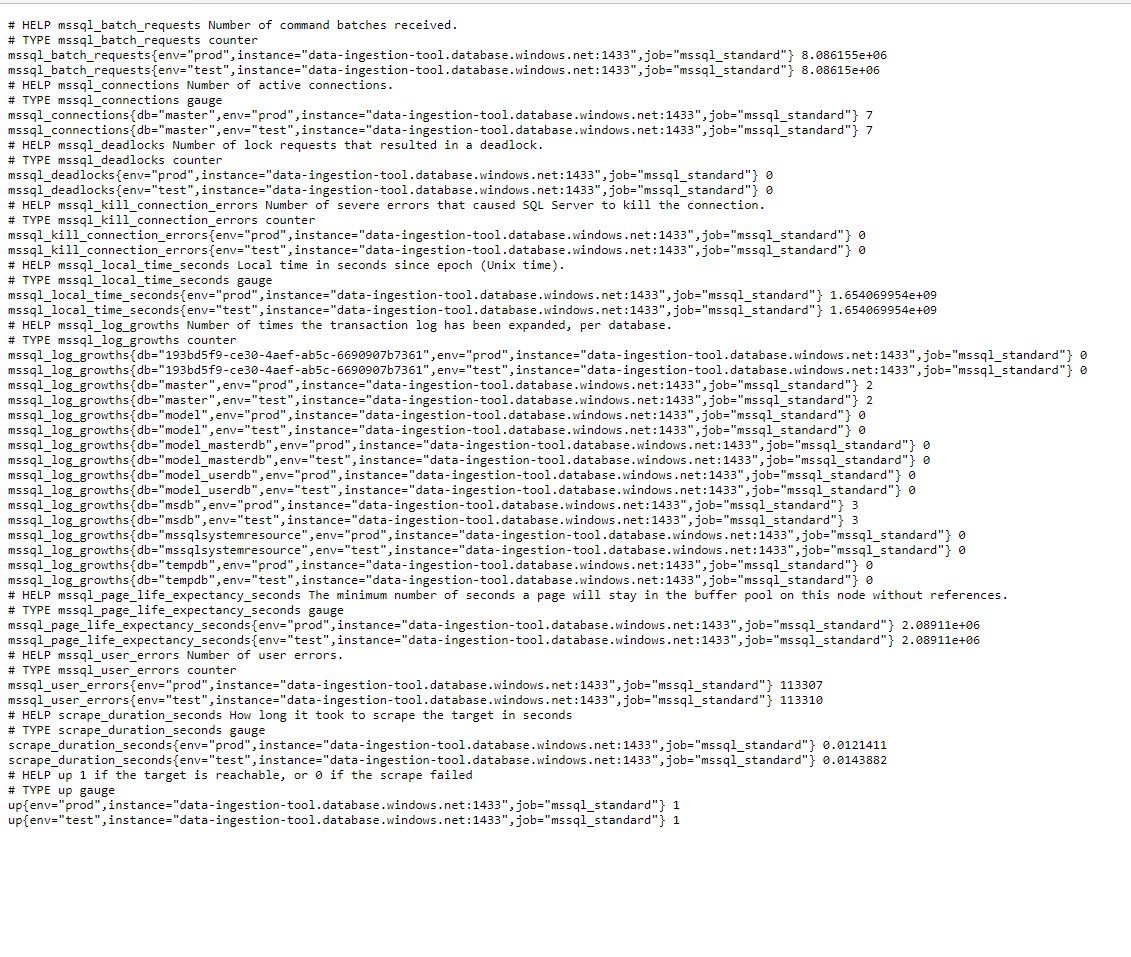 # HELP mssql_batch_requests Number of command batches received.
# TYPE mssql_batch_requests counter
mssql_batch_requests{env="prod",instance="data-ingestion-tool.database.windows.net:1433",job="mssql_standard"} 8.086155e+06
mssql_batch_requests{env="test",instance="data-ingestion-tool.database.windows.net:1433",job="mssql_standard"} 8.08615e+06
# HELP mssql_connections Number of active connections.
# TYPE mssql_connections gauge
mssql_connections{db="master",env="prod",instance="data-ingestion-tool.database.windows.net:1433",job="mssql_standard"} 7
mssql_connections{db="master",env="test",instance="data-ingestion-tool.database.windows.net:1433",job="mssql_standard"} 7
# HELP mssql_deadlocks Number of lock requests that resulted in a deadlock.
# TYPE mssql_deadlocks counter
mssql_deadlocks{env="prod",instance="data-ingestion-tool.database.windows.net:1433",job="mssql_standard"} 0
mssql_deadlocks{env="test",instance="data-ingestion-tool.database.windows.net:1433",job="mssql_standard"} 0
# HELP mssql_kill_connection_errors Number of severe errors that caused SQL Server to kill the connection.
# TYPE mssql_kill_connection_errors counter
mssql_kill_connection_errors{env="prod",instance="data-ingestion-tool.database.windows.net:1433",job="mssql_standard"} 0
mssql_kill_connection_errors{env="test",instance="data-ingestion-tool.database.windows.net:1433",job="mssql_standard"} 0
# HELP mssql_local_time_seconds Local time in seconds since epoch (Unix time).
# TYPE mssql_local_time_seconds gauge
mssql_local_time_seconds{env="prod",instance="data-ingestion-tool.database.windows.net:1433",job="mssql_standard"} 1.654069954e+09
mssql_local_time_seconds{env="test",instance="data-ingestion-tool.database.windows.net:1433",job="mssql_standard"} 1.654069954e+09
# HELP mssql_log_growths Number of times the transaction log has been expanded, per database.
# TYPE mssql_log_growths counter
mssql_log_growths{db="193bd5f9-ce30-4aef-ab5c-6690907b7361",env="prod",instance="data-ingestion-tool.database.windows.net:1433",job="mssql_standard"} 0
mssql_log_growths{db="193bd5f9-ce30-4aef-ab5c-6690907b7361",env="test",instance="data-ingestion-tool.database.windows.net:1433",job="mssql_standard"} 0
mssql_log_growths{db="master",env="prod",instance="data-ingestion-tool.database.windows.net:1433",job="mssql_standard"} 2
mssql_log_growths{db="master",env="test",instance="data-ingestion-tool.database.windows.net:1433",job="mssql_standard"} 2
mssql_log_growths{db="model",env="prod",instance="data-ingestion-tool.database.windows.net:1433",job="mssql_standard"} 0
mssql_log_growths{db="model",env="test",instance="data-ingestion-tool.database.windows.net:1433",job="mssql_standard"} 0
mssql_log_growths{db="model_masterdb",env="prod",instance="data-ingestion-tool.database.windows.net:1433",job="mssql_standard"} 0
mssql_log_growths{db="model_masterdb",env="test",instance="data-ingestion-tool.database.windows.net:1433",job="mssql_standard"} 0
mssql_log_growths{db="model_userdb",env="prod",instance="data-ingestion-tool.database.windows.net:1433",job="mssql_standard"} 0
mssql_log_growths{db="model_userdb",env="test",instance="data-ingestion-tool.database.windows.net:1433",job="mssql_standard"} 0
mssql_log_growths{db="msdb",env="prod",instance="data-ingestion-tool.database.windows.net:1433",job="mssql_standard"} 3
mssql_log_growths{db="msdb",env="test",instance="data-ingestion-tool.database.windows.net:1433",job="mssql_standard"} 3
mssql_log_growths{db="mssqlsystemresource",env="prod",instance="data-ingestion-tool.database.windows.net:1433",job="mssql_standard"} 0
mssql_log_growths{db="mssqlsystemresource",env="test",instance="data-ingestion-tool.database.windows.net:1433",job="mssql_standard"} 0
mssql_log_growths{db="tempdb",env="prod",instance="data-ingestion-tool.database.windows.net:1433",job="mssql_standard"} 0
mssql_log_growths{db="tempdb",env="test",instance="data-ingestion-tool.database.windows.net:1433",job="mssql_standard"} 0
# HELP mssql_page_life_expectancy_seconds The minimum number of seconds a page will stay in the buffer pool on this node without references.
# TYPE mssql_page_life_expectancy_seconds gauge
mssql_page_life_expectancy_seconds{env="prod",instance="data-ingestion-tool.database.windows.net:1433",job="mssql_standard"} 2.08911e+06
mssql_page_life_expectancy_seconds{env="test",instance="data-ingestion-tool.database.windows.net:1433",job="mssql_standard"} 2.08911e+06
# HELP mssql_user_errors Number of user errors.
# TYPE mssql_user_errors counter
mssql_user_errors{env="prod",instance="data-ingestion-tool.database.windows.net:1433",job="mssql_standard"} 113307
mssql_user_errors{env="test",instance="data-ingestion-tool.database.windows.net:1433",job="mssql_standard"} 113310
# HELP scrape_duration_seconds How long it took to scrape the target in seconds
# TYPE scrape_duration_seconds gauge
scrape_duration_seconds{env="prod",instance="data-ingestion-tool.database.windows.net:1433",job="mssql_standard"} 0.0121411
scrape_duration_seconds{env="test",instance="data-ingestion-tool.database.windows.net:1433",job="mssql_standard"} 0.0143882
# HELP up 1 if the target is reachable, or 0 if the scrape failed
# TYPE up gauge
up{env="prod",instance="data-ingestion-tool.database.windows.net:1433",job="mssql_standard"} 1
up{env="test",instance="data-ingestion-tool.database.windows.net:1433",job="mssql_standard"} 1